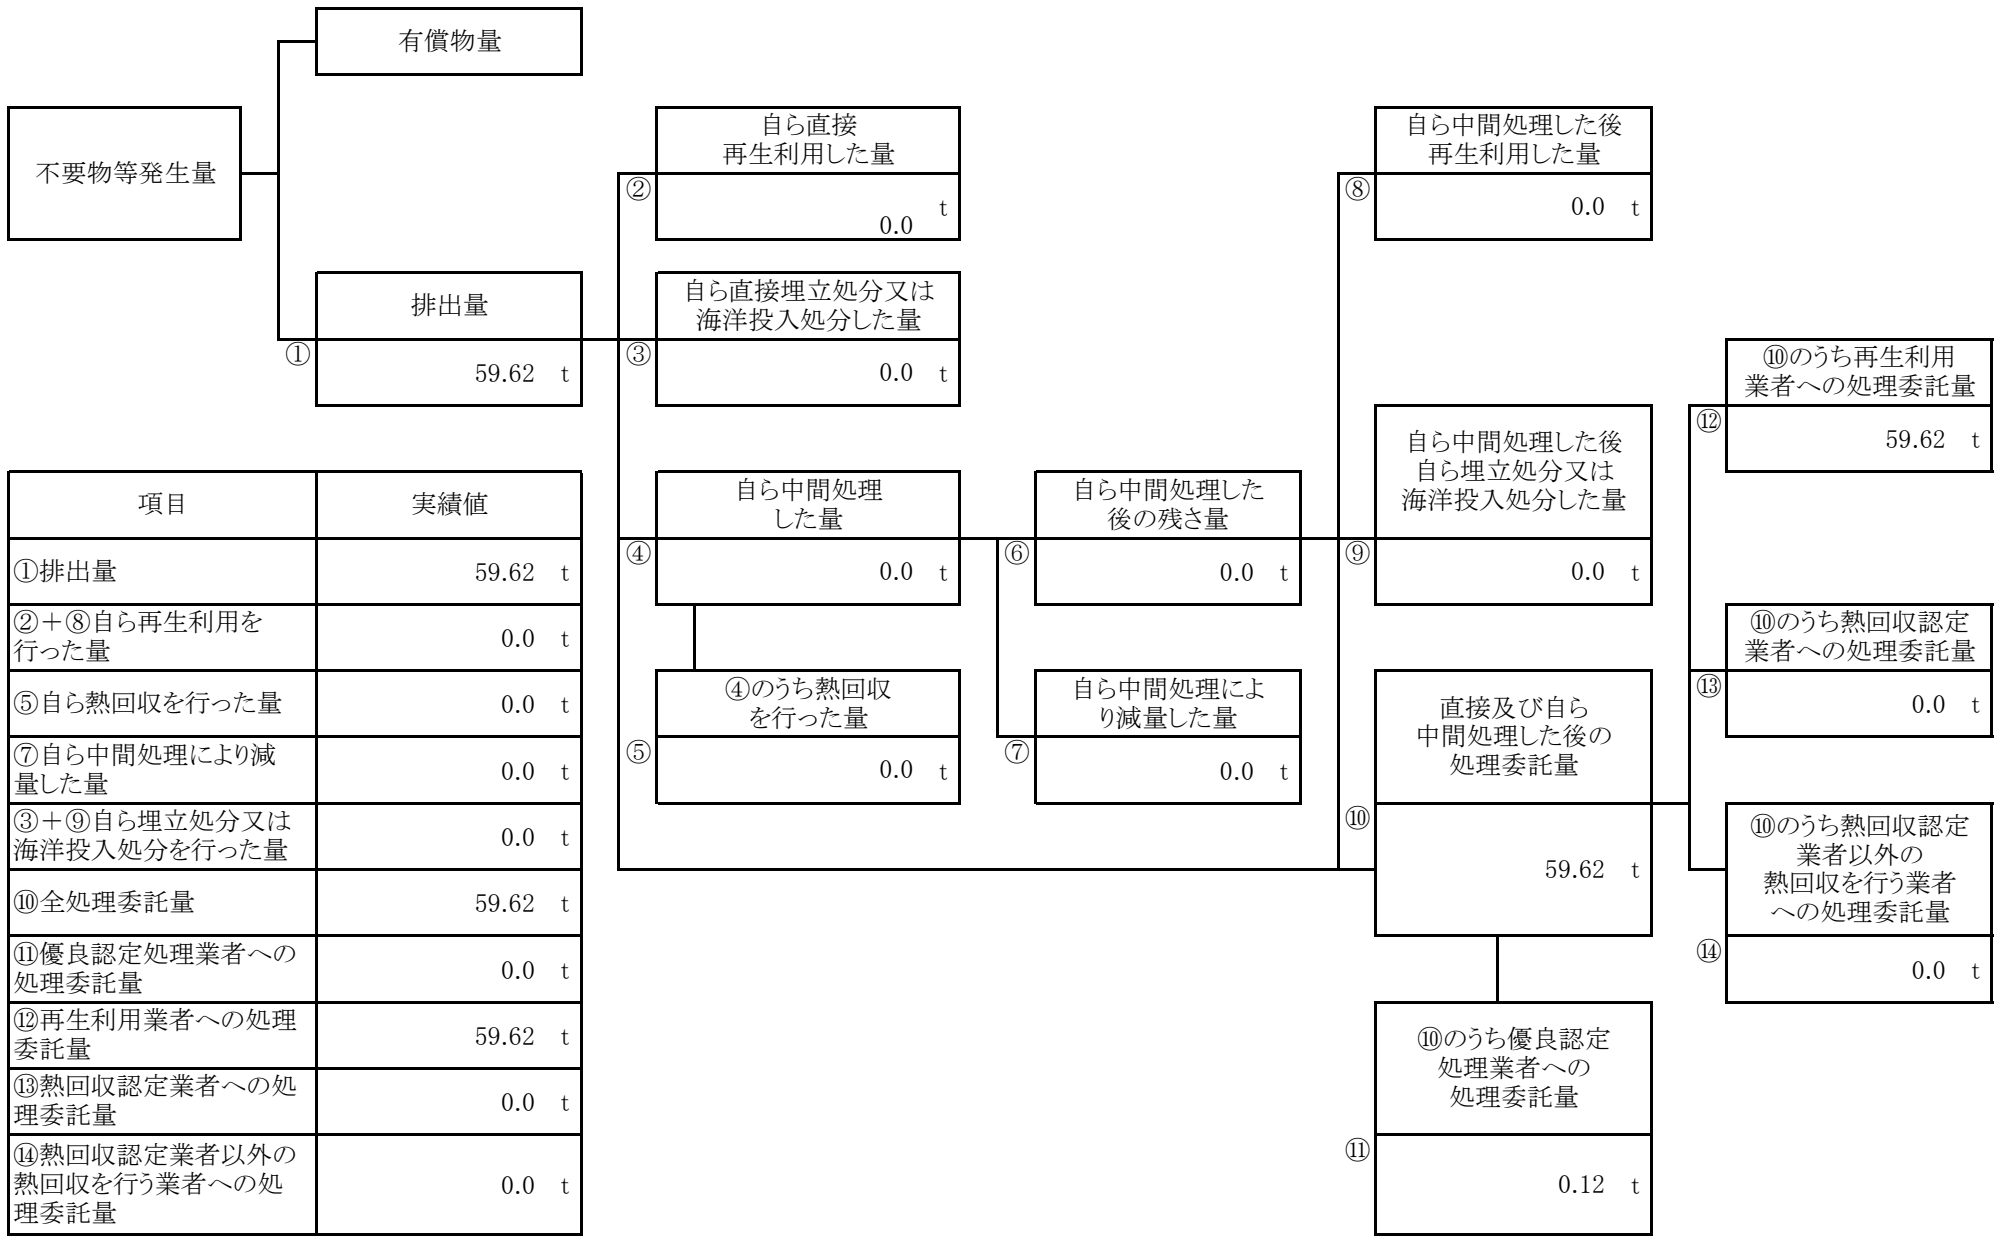 有償物量
不要物等発生量
排出量
①
59.62 t
自ら直接
再生利用した量
②
0.0 t
自ら直接埋立処分又は
海洋投入処分した量
③
0.0 t
自ら中間処理
した量
④
0.0 t
④のうち熱回収
を行った量
⑤
0.0 t
自ら中間処理した
後の残さ量
⑥
0.0 t
自ら中間処理によ
り減量した量
⑦
0.0 t
自ら中間処理した後
再生利用した量
⑧
0.0 t
自ら中間処理した後
自ら埋立処分又は
海洋投入処分した量
⑨
0.0 t
直接及び自ら
中間処理した後の
処理委託量
⑩
59.62 t
⑩のうち優良認定
処理業者への
処理委託量
⑪
0.12 t
⑩のうち再生利用
業者への処理委託量
⑫
59.62 t
⑩のうち熱回収認定
業者への処理委託量
⑬
0.0 t
⑩のうち熱回収認定
業者以外の
熱回収を行う業者
への処理委託量
⑭
0.0 t
項目 実績値
①排出量 59.62 t
②＋⑧自ら再生利用を
行った量 0.0 t
⑤自ら熱回収を行った量 0.0 t
⑦自ら中間処理により減
量した量 0.0 t
③＋⑨自ら埋立処分又は
海洋投入処分を行った量 0.0 t
⑩全処理委託量 59.62 t
⑪優良認定処理業者への
処理委託量 0.0 t
⑫再生利用業者への処理
委託量 59.62 t
⑬熱回収認定業者への処
理委託量 0.0 t
⑭熱回収認定業者以外の
熱回収を行う業者への処
理委託量 0.0 t